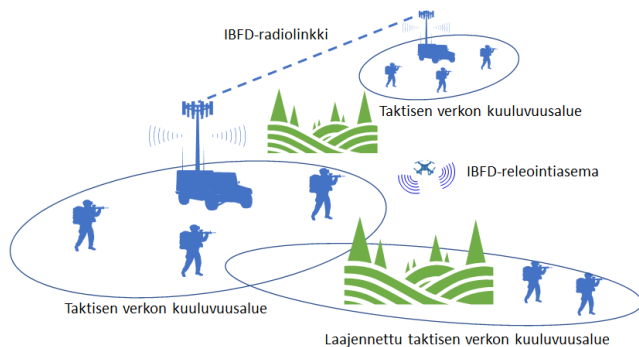 IBFD-radiolinkki
Taktisen verkon kuuluvuusalue
IBFD-releointiasema
Taktisen verkon kuuluvuusalue
Laajennettu taktisen verkon kuuluvuusalue